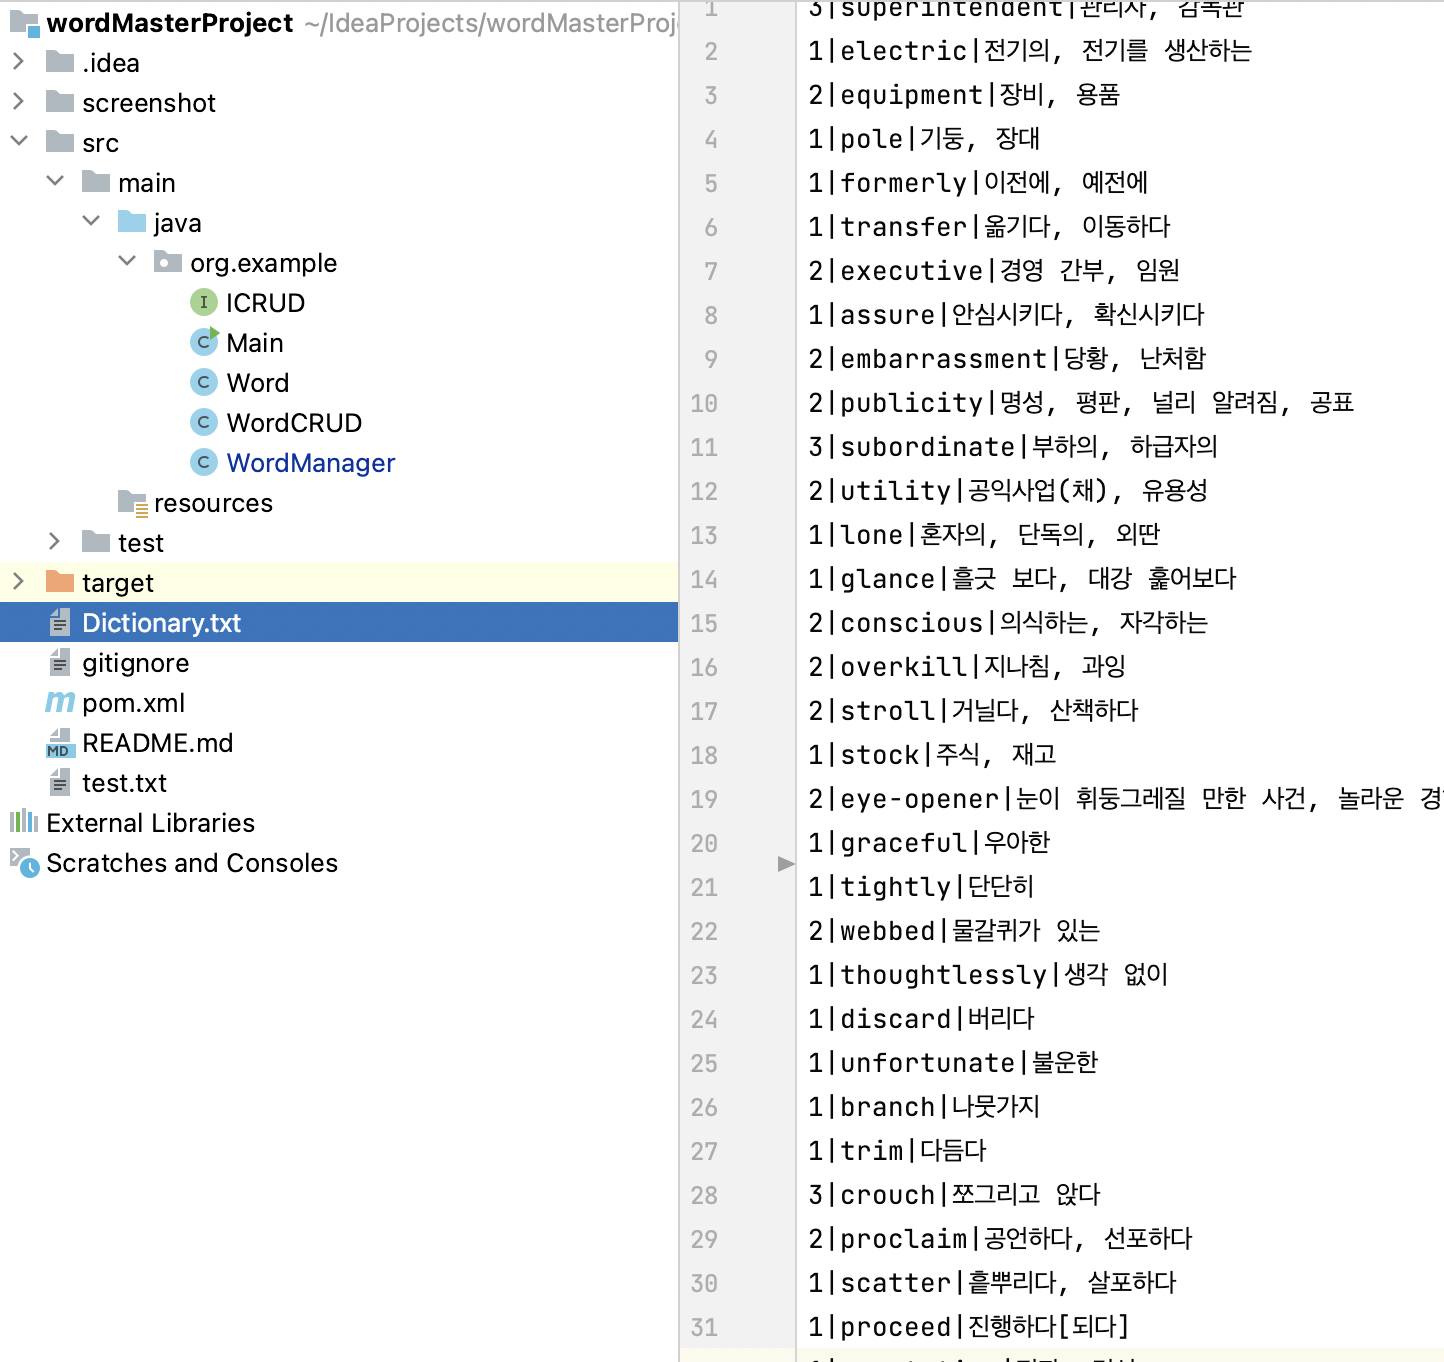 wordMasterProject ~/IdeaProjects/wordMasterProj
.idea
screenshot
src
main
java
org.example
I ICRUD
C Main
C Word
C WordCRUD
C WordManager
resources
test
target
Dictionary.txt
gitignore
m pom.xml
MD README.md
test.txt
External Libraries
Scratches and Consoles
1 3|superintendent|관리자, 감독관
2 1|electric|전기의, 전기를 생산하는
3 2|equipment|장비, 용품
4 1|pole|기둥, 장대
5 1|formerly|이전에, 예전에
6 1|transfer|옮기다, 이동하다
7 2|executive|경영 간부, 임원
8 1|assure|안심시키다, 확신시키다
9 2|embarrassment|당황, 난처함
10 2|publicity|명성, 평판, 널리 알려짐, 공표
11 3|subordinate|부하의, 하급자의
12 2|utility|공익사업(채), 유용성
13 1|lone|혼자의, 단독의, 외딴
14 1|glance|흘긋 보다, 대강 훑어보다
15 2|conscious|의식하는, 자각하는
16 2|overkill|지나침, 과잉
17 2|stroll|거닐다, 산책하다
18 1|stock|주식, 재고
19 2|eye-opener|눈이 휘둥그레질 만한 사건, 놀라운
20 1|graceful|우아한
21 1|tightly|단단히
22 2|webbed|물갈퀴가 있는
23 1|thoughtlessly|생각 없이
24 1|discard|버리다
25 1|unfortunate|불운한
26 1|branch|나뭇가지
27 1|trim|다듬다
28 3|crouch|쪼그리고 앉다
29 2|proclaim|공언하다, 선포하다
30 1|scatter|흩뿌리다, 살포하다
31 1|proceed|진행하다[되다]